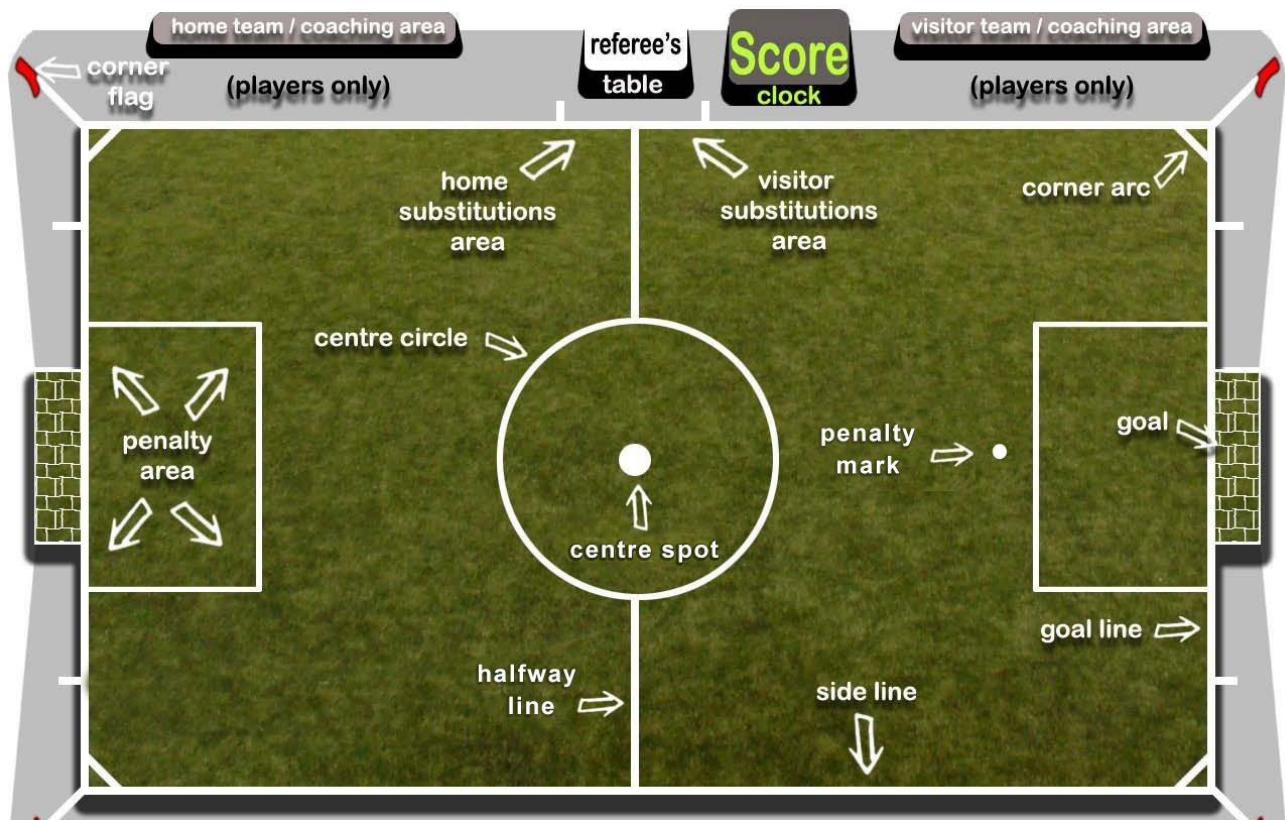 home team / coaching area
(players only)
referee's
table
Score
clock
visitor team / coaching area
(players only)
corner
flag
home
substitutions
area
visitor
substitutions
area
corner arc
centre circle
penalty
area
penalty
mark
goal
centre spot
goal line
halfway
line
side line